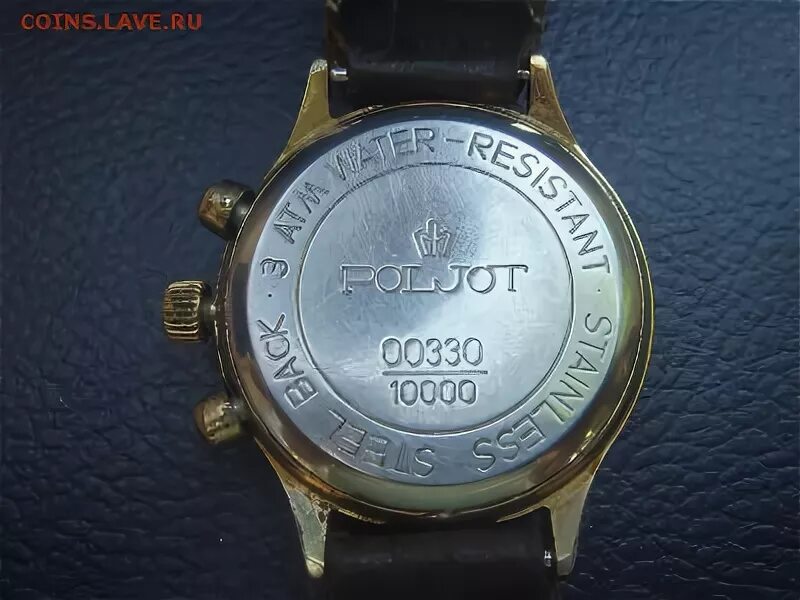 COINS.LAVE.RU
3 ATM WATER-RESISTANT · STAINLESS STEEL BACK ·
POLJOT
00330
10000